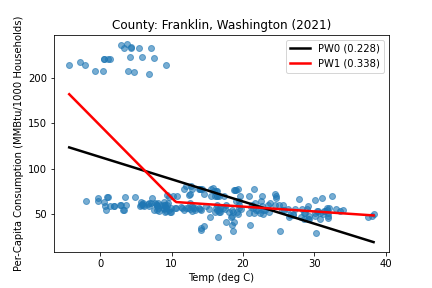 County: Franklin, Washington (2021)
PW0 (0.228)
PW1 (0.338)
Per-Capita Consumption (MMBtu/1000 Households)
200
150
100
50
0
10
20
30
40
Temp (deg C)